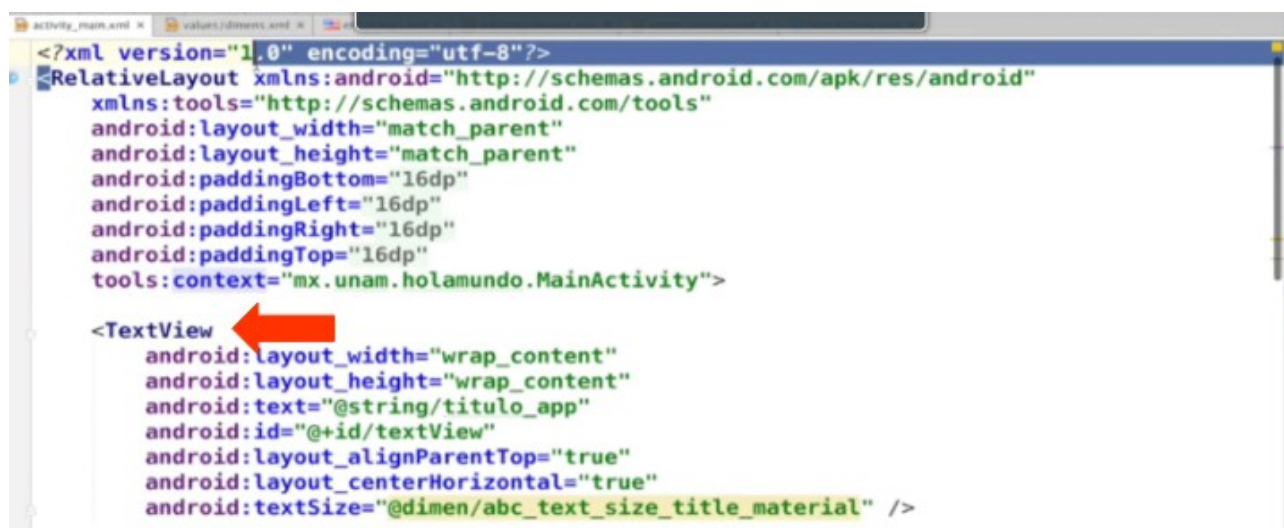 activity_main.xml × values/dimens.xml ×
<?xml version="1.0" encoding="utf-8"?>
<RelativeLayout xmlns:android="http://schemas.android.com/apk/res/android"
xmlns:tools="http://schemas.android.com/tools"
android:layout_width="match_parent"
android:layout_height="match_parent"
android:paddingBottom="16dp"
android:paddingLeft="16dp"
android:paddingRight="16dp"
android:paddingTop="16dp"
tools:context="mx.unam.holamundo.MainActivity">
<TextView
android:layout_width="wrap_content"
android:layout_height="wrap_content"
android:text="@string/titulo_app"
android:id="@+id/textView"
android:layout_alignParentTop="true"
android:layout_centerHorizontal="true"
android:textSize="@dimen/abc_text_size_title_material" />